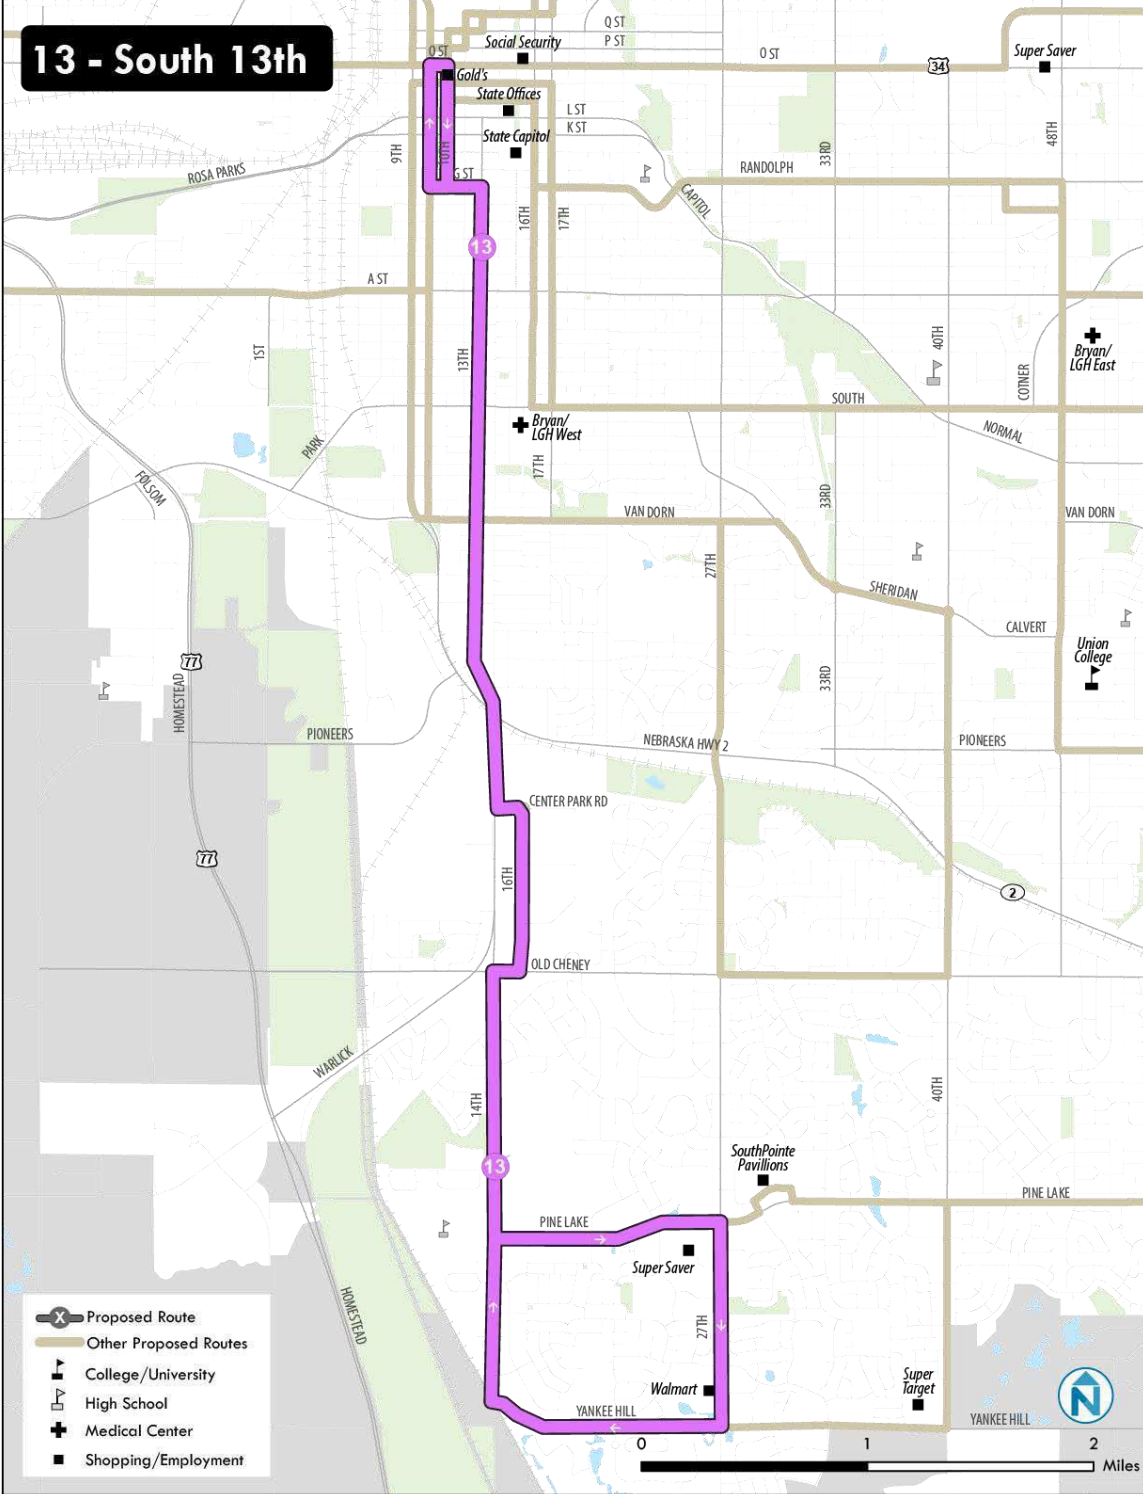 13 - South 13th
Q ST
P ST
O ST
O ST
Social Security
34
Super Saver
Gold's
State Offices
L ST
K ST
State Capitol
9TH
10TH
G ST
33RD
48TH
ROSA PARKS
RANDOLPH
CAPITOL
16TH
17TH
13
A ST
1ST
13TH
40TH
Bryan/
LGH East
COTNER
SOUTH
Bryan/
LGH West
NORMAL
PARK
17TH
FOLSOM
33RD
VAN DORN
VAN DORN
27TH
SHERIDAN
CALVERT
Union
College
77
HOMESTEAD
33RD
PIONEERS
NEBRASKA HWY 2
PIONEERS
CENTER PARK RD
77
16TH
2
OLD CHENEY
WARLICK
14TH
40TH
SouthPointe
Pavillions
13
PINE LAKE
PINE LAKE
Super Saver
HOMESTEAD
27TH
Walmart
Super
Target
YANKEE HILL
YANKEE HILL
N
X Proposed Route
Other Proposed Routes
College/University
High School
Medical Center
Shopping/Employment
0 1 2
Miles